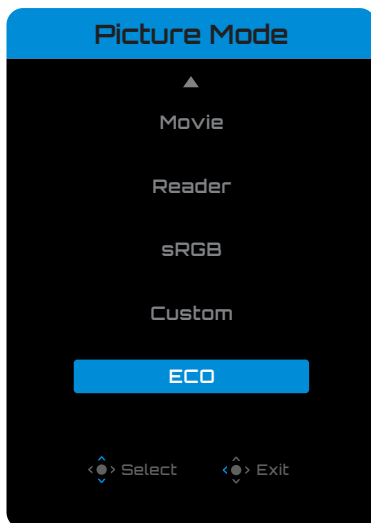 Picture Mode
Movie
Reader
sRGB
Custom
ECO
Select Exit